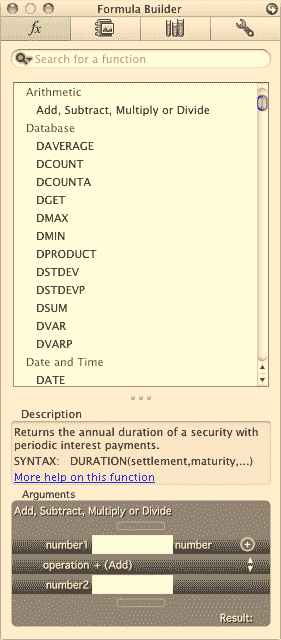 Formula Builder
fx
Search for a function
Arithmetic
Add, Subtract, Multiply or Divide
Database
DAVERAGE
DCOUNT
DCOUNTA
DGET
DMAX
DMIN
DPRODUCT
DSTDEV
DSTDEVP
DSUM
DVAR
DVARP
Date and Time
DATE
Description
Returns the annual duration of a security with
periodic interest payments.
SYNTAX: DURATION(settlement,maturity,...)
More help on this function
Arguments
Add, Subtract, Multiply or Divide
number1 number
operation + (Add)
number2
Result: